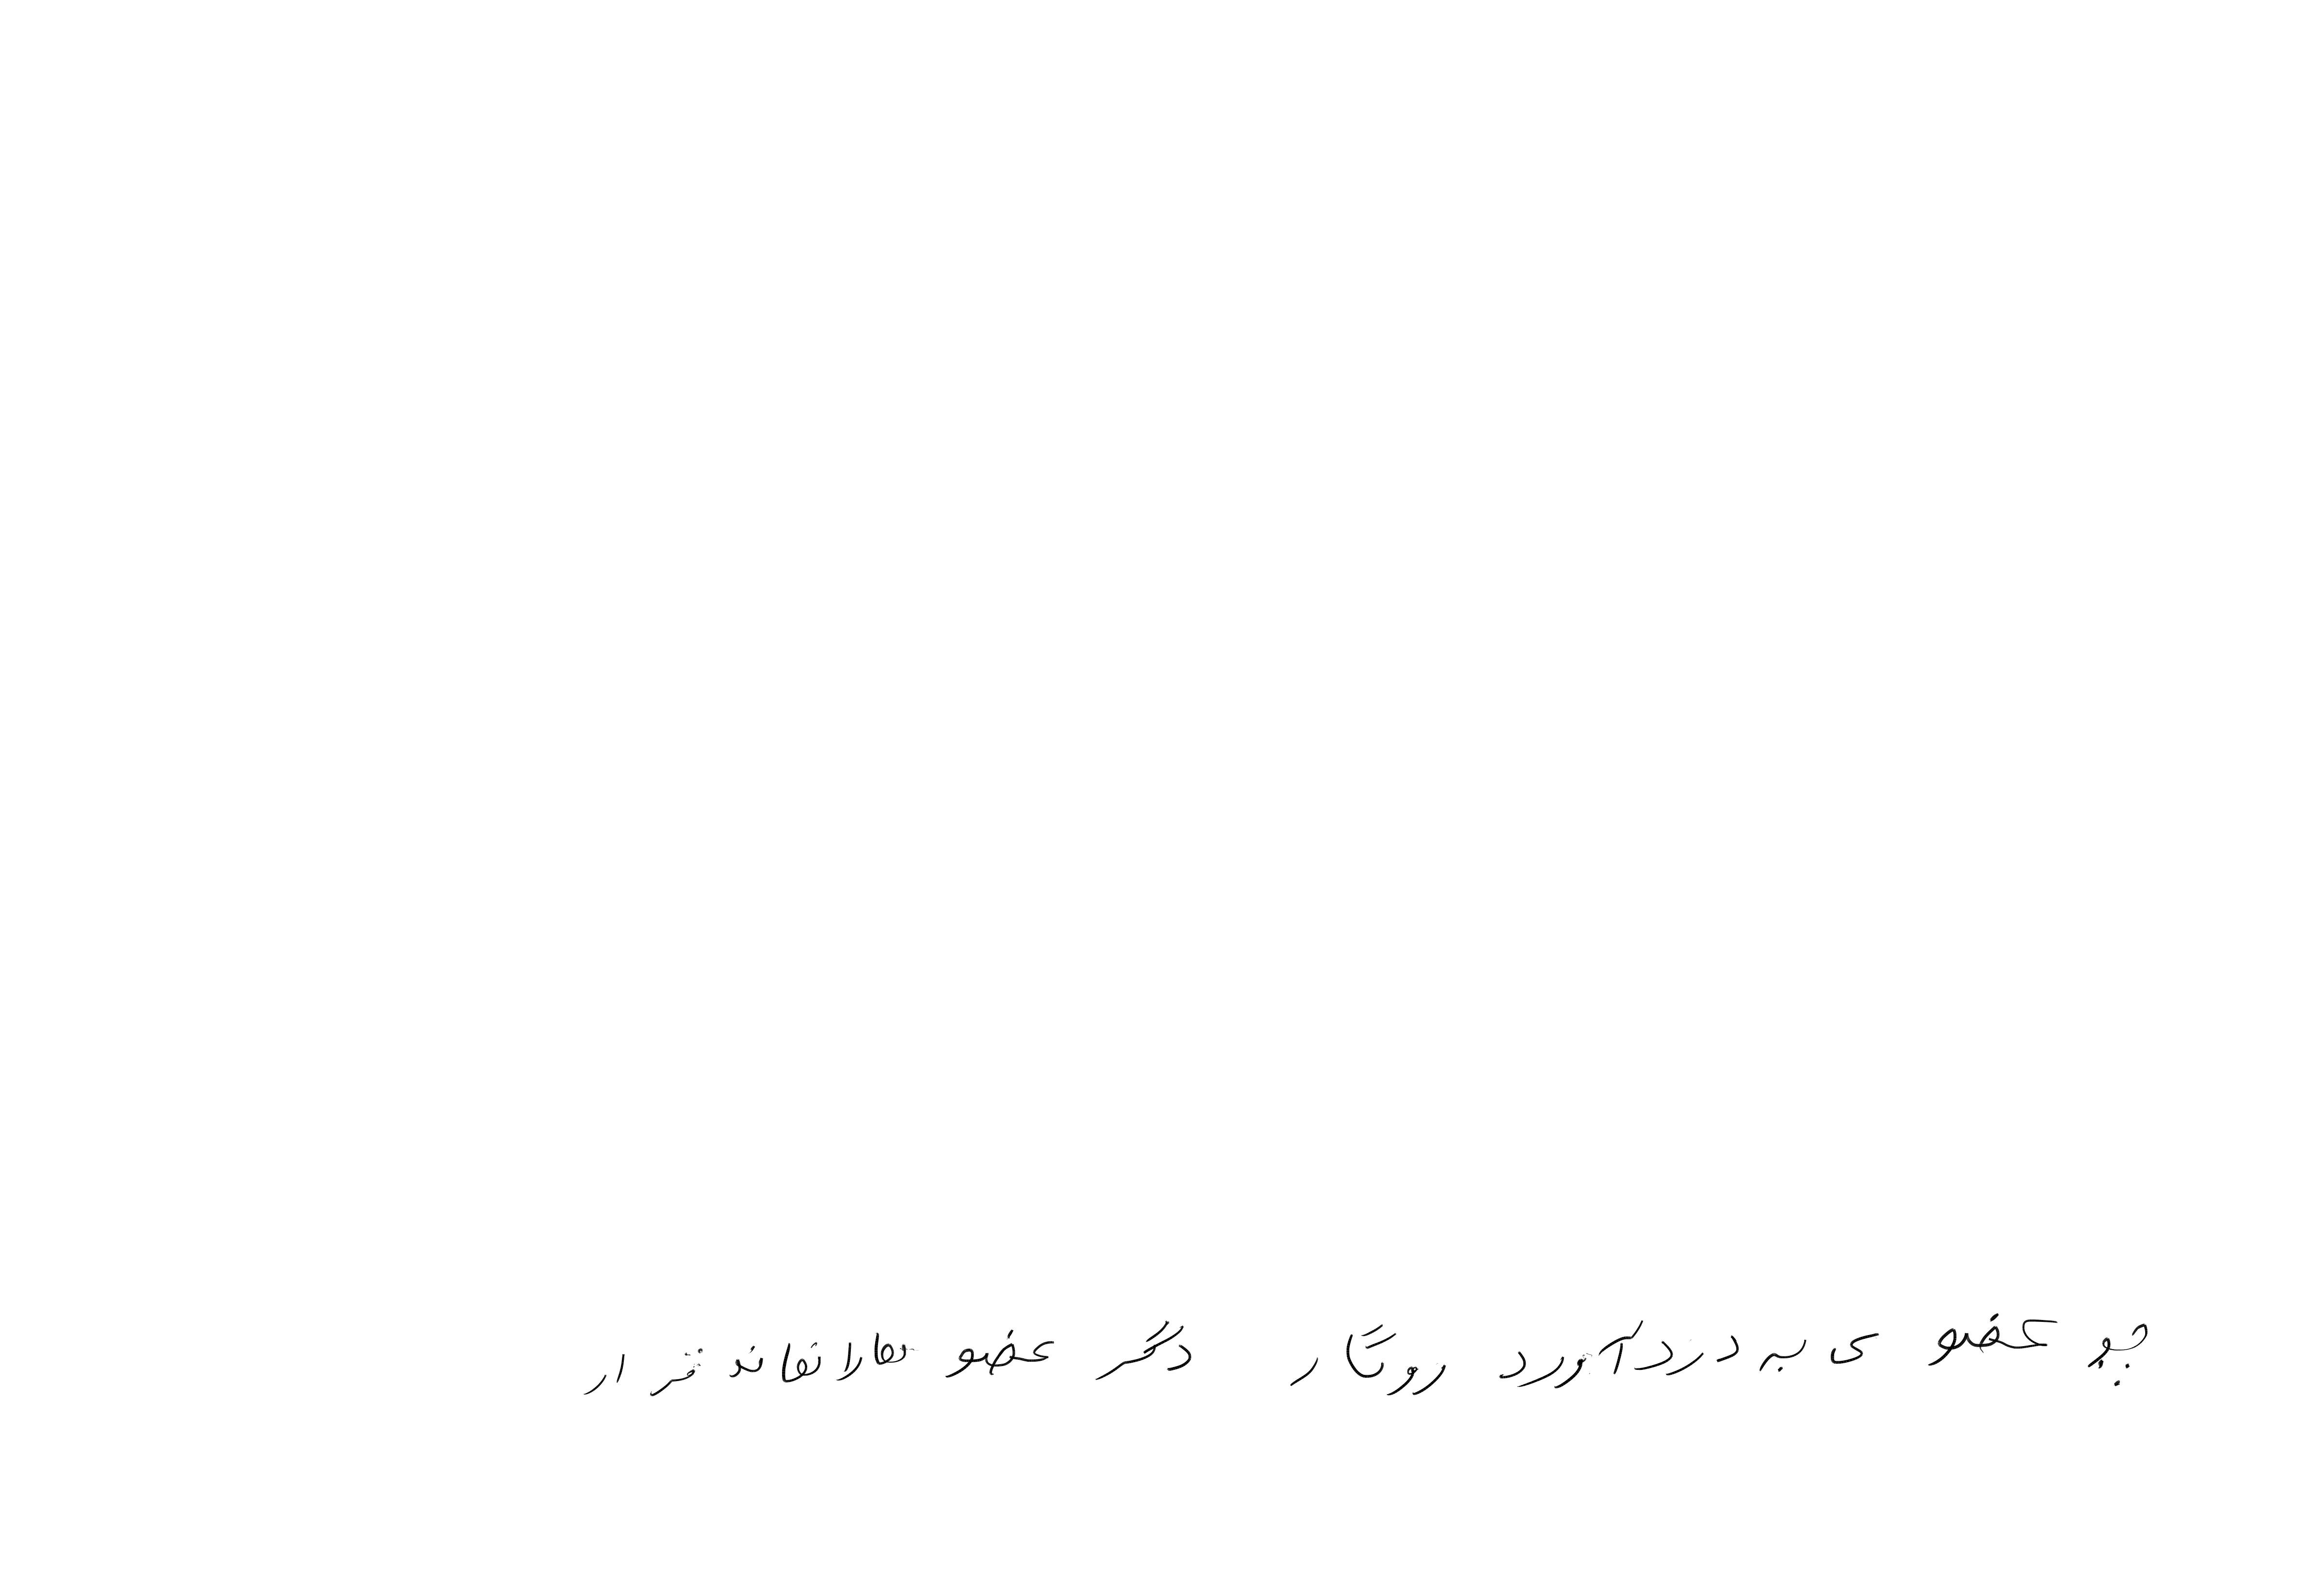 چو عضوی به درد آورد روزگار دگر عضوها را نماند قرار